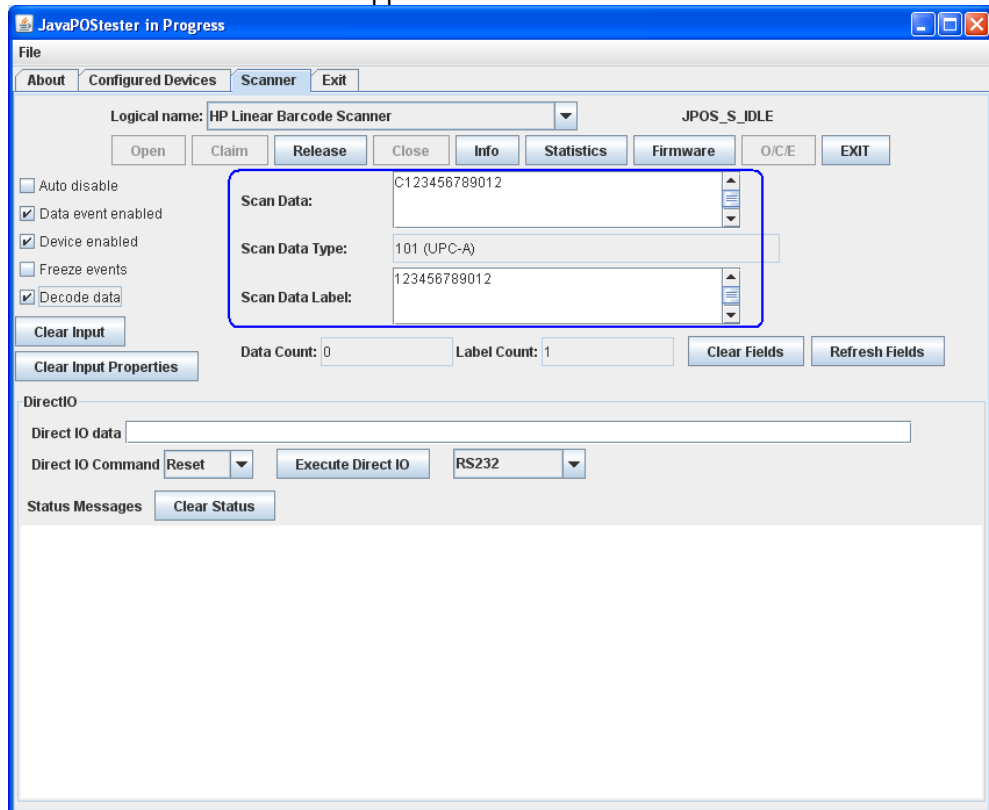 JavaPOStester in Progress
File
About Configured Devices Scanner Exit
Logical name: HP Linear Barcode Scanner JPOS_S_IDLE
Open Claim Release Close Info Statistics Firmware O/C/E EXIT
Auto disable
Data event enabled
Device enabled
Freeze events
Decode data
Clear Input
Clear Input Properties
Scan Data: C123456789012
Scan Data Type: 101 (UPC-A)
Scan Data Label: 123456789012
Data Count: 0 Label Count: 1 Clear Fields Refresh Fields
DirectIO
Direct IO data
Direct IO Command Reset Execute Direct IO RS232
Status Messages Clear Status